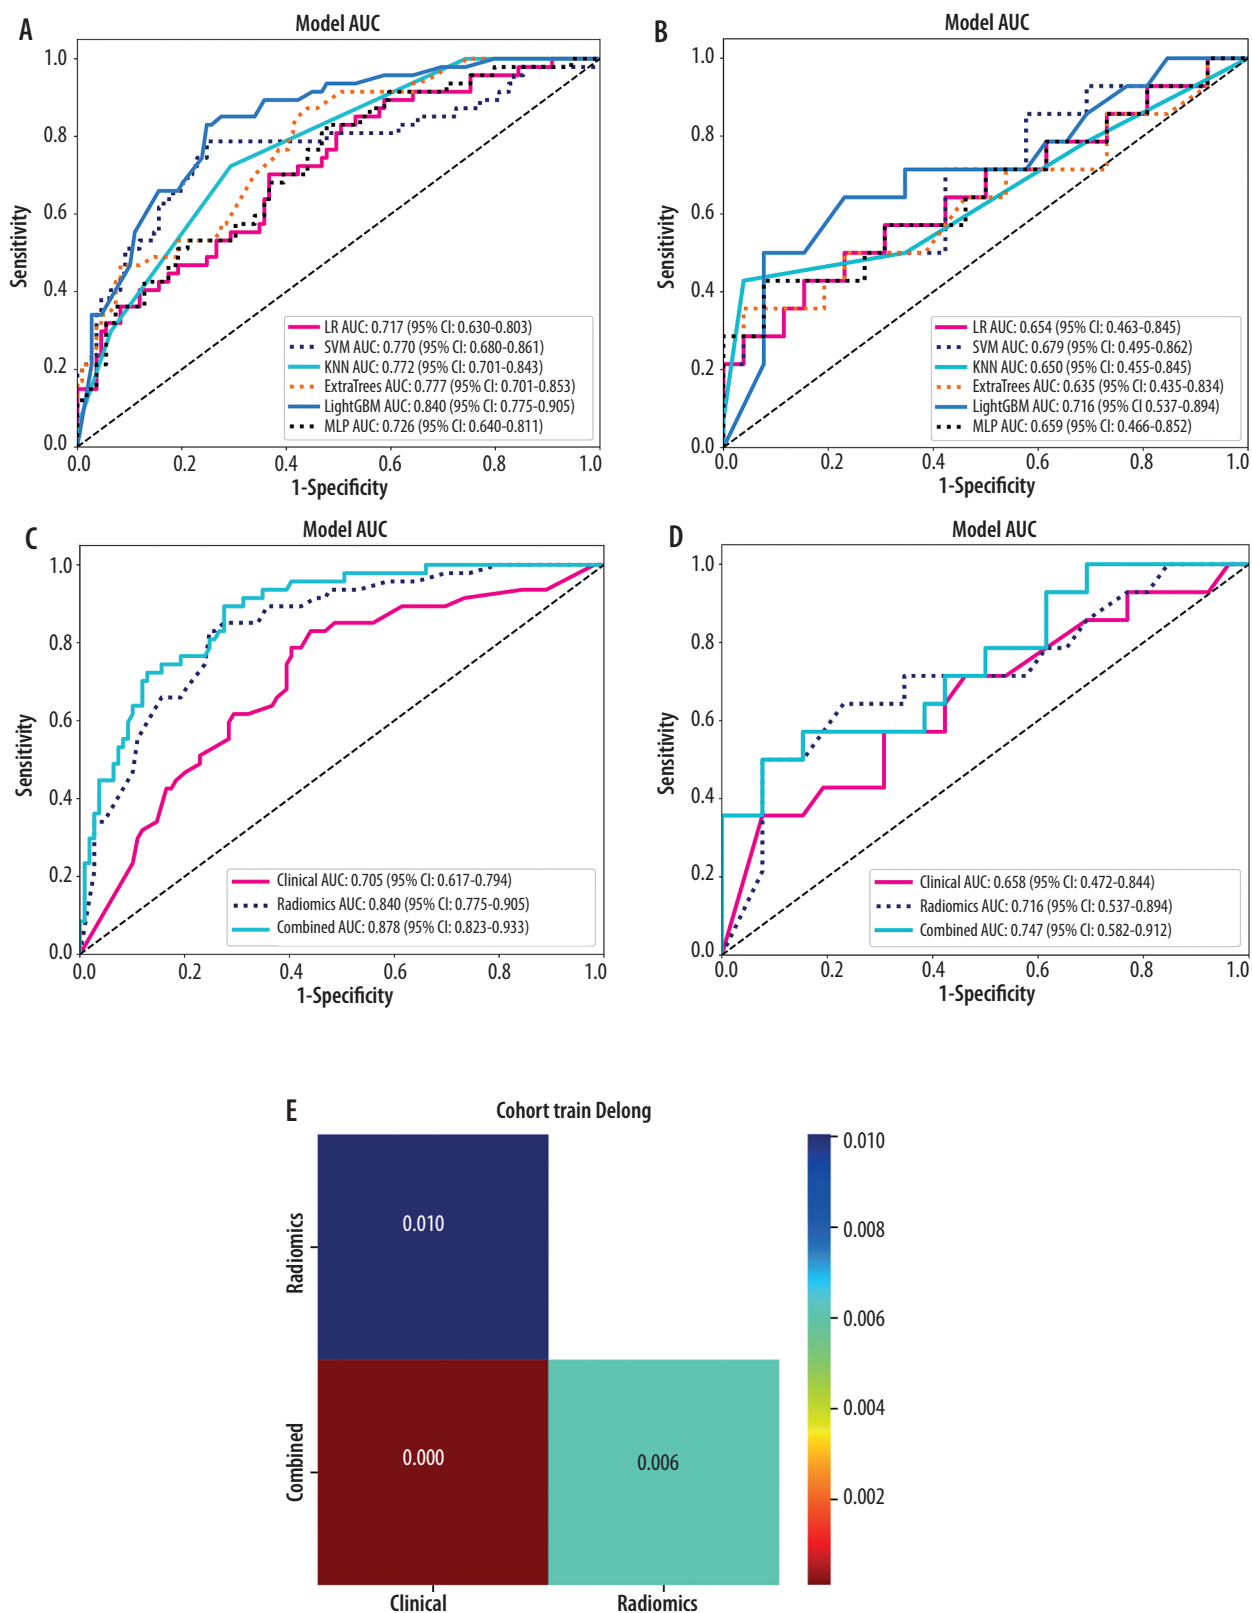 A
Model AUC
1.0
0.8
0.6
0.4
0.2
0.0
Sensitivity
LR AUC: 0.717 (95% CI: 0.630-0.803)
SVM AUC: 0.770 (95% CI: 0.680-0.861)
KNN AUC: 0.772 (95% CI: 0.701-0.843)
ExtraTrees AUC: 0.777 (95% CI: 0.701-0.853)
LightGBM AUC: 0.840 (95% CI: 0.775-0.905)
MLP AUC: 0.726 (95% CI: 0.640-0.811)
0.0 0.2 0.4 0.6 0.8 1.0
1-Specificity
B
Model AUC
1.0
0.8
0.6
0.4
0.2
0.0
Sensitivity
LR AUC: 0.654 (95% CI: 0.463-0.845)
SVM AUC: 0.679 (95% CI: 0.495-0.862)
KNN AUC: 0.650 (95% CI: 0.455-0.845)
ExtraTrees AUC: 0.635 (95% CI: 0.435-0.834)
LightGBM AUC: 0.716 (95% CI: 0.537-0.894)
MLP AUC: 0.659 (95% CI: 0.466-0.852)
0.0 0.2 0.4 0.6 0.8 1.0
1-Specificity
C
Model AUC
1.0
0.8
0.6
0.4
0.2
0.0
Sensitivity
Clinical AUC: 0.705 (95% CI: 0.617-0.794)
Radiomics AUC: 0.840 (95% CI: 0.775-0.905)
Combined AUC: 0.878 (95% CI: 0.823-0.933)
0.0 0.2 0.4 0.6 0.8 1.0
1-Specificity
D
Model AUC
1.0
0.8
0.6
0.4
0.2
0.0
Sensitivity
Clinical AUC: 0.658 (95% CI: 0.472-0.844)
Radiomics AUC: 0.716 (95% CI: 0.537-0.894)
Combined AUC: 0.747 (95% CI: 0.582-0.912)
0.0 0.2 0.4 0.6 0.8 1.0
1-Specificity
E
Cohort train Delong
Radiomics
0.010
Combined
0.000
0.006
Clinical
Radiomics
0.010
0.008
0.006
0.004
0.002